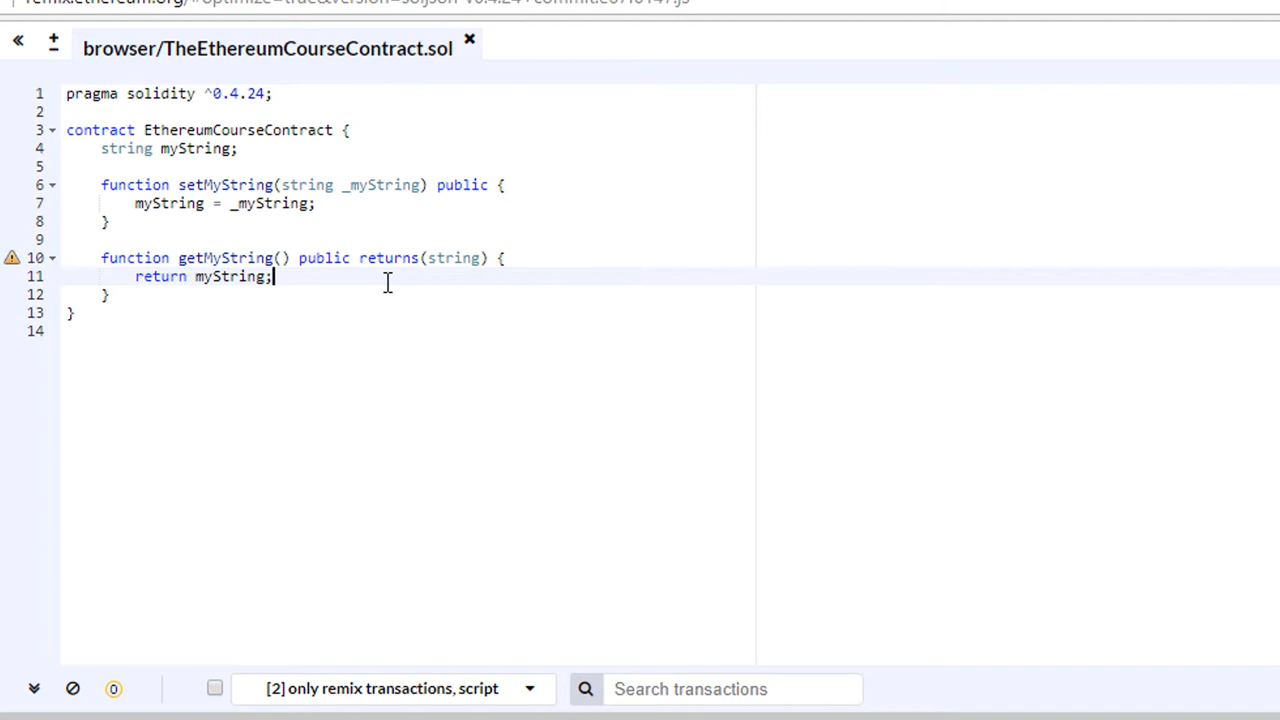 browser/TheEthereumCourseContract.sol
1 pragma solidity ^0.4.24;
2
3 contract EthereumCourseContract {
4 string myString;
5
6 function setMyString(string _myString) public {
7 myString = _myString;
8 }
9
10 function getMyString() public returns(string) {
11 return myString;
12 }
13 }
14
0 [2] only remix transactions, script Search transactions